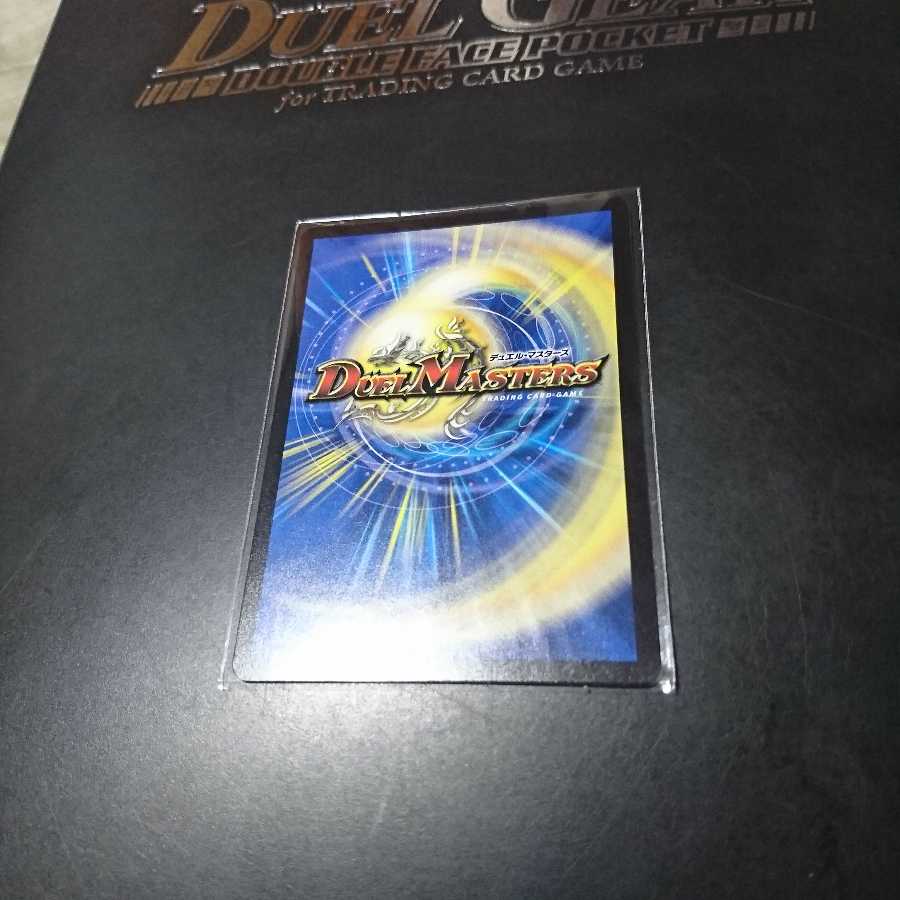 DUEL GEAR
DOUBLE FACE POCKET
for TRADING CARD GAME
デュエル・マスターズ
DUEL MASTERS
TRADING CARD GAME